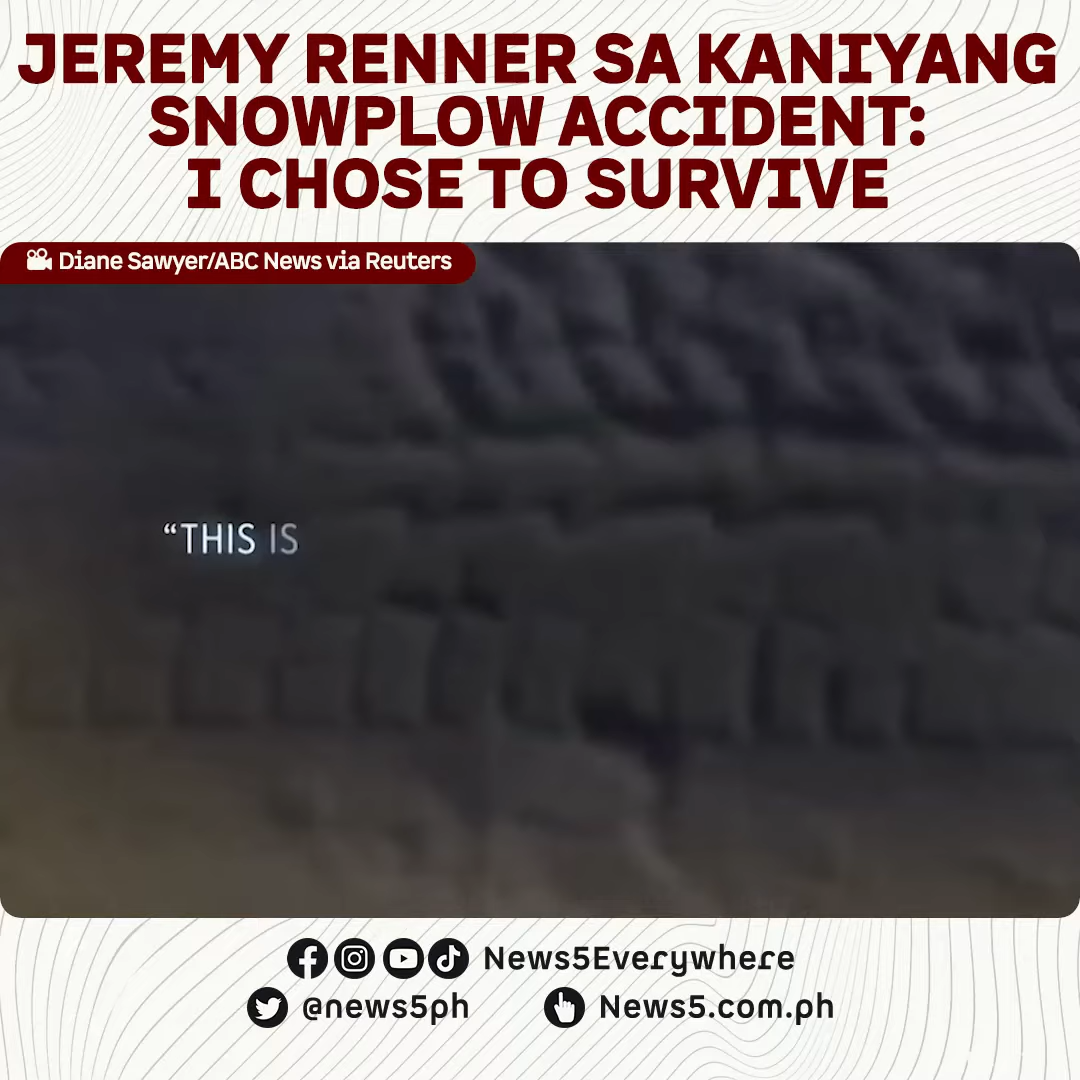 JEREMY RENNER SA KANIYANG
SNOWPLOW ACCIDENT:
I CHOSE TO SURVIVE
Diane Sawyer/ABC News via Reuters
“THIS IS
News5Everywhere
@news5ph News5.com.ph